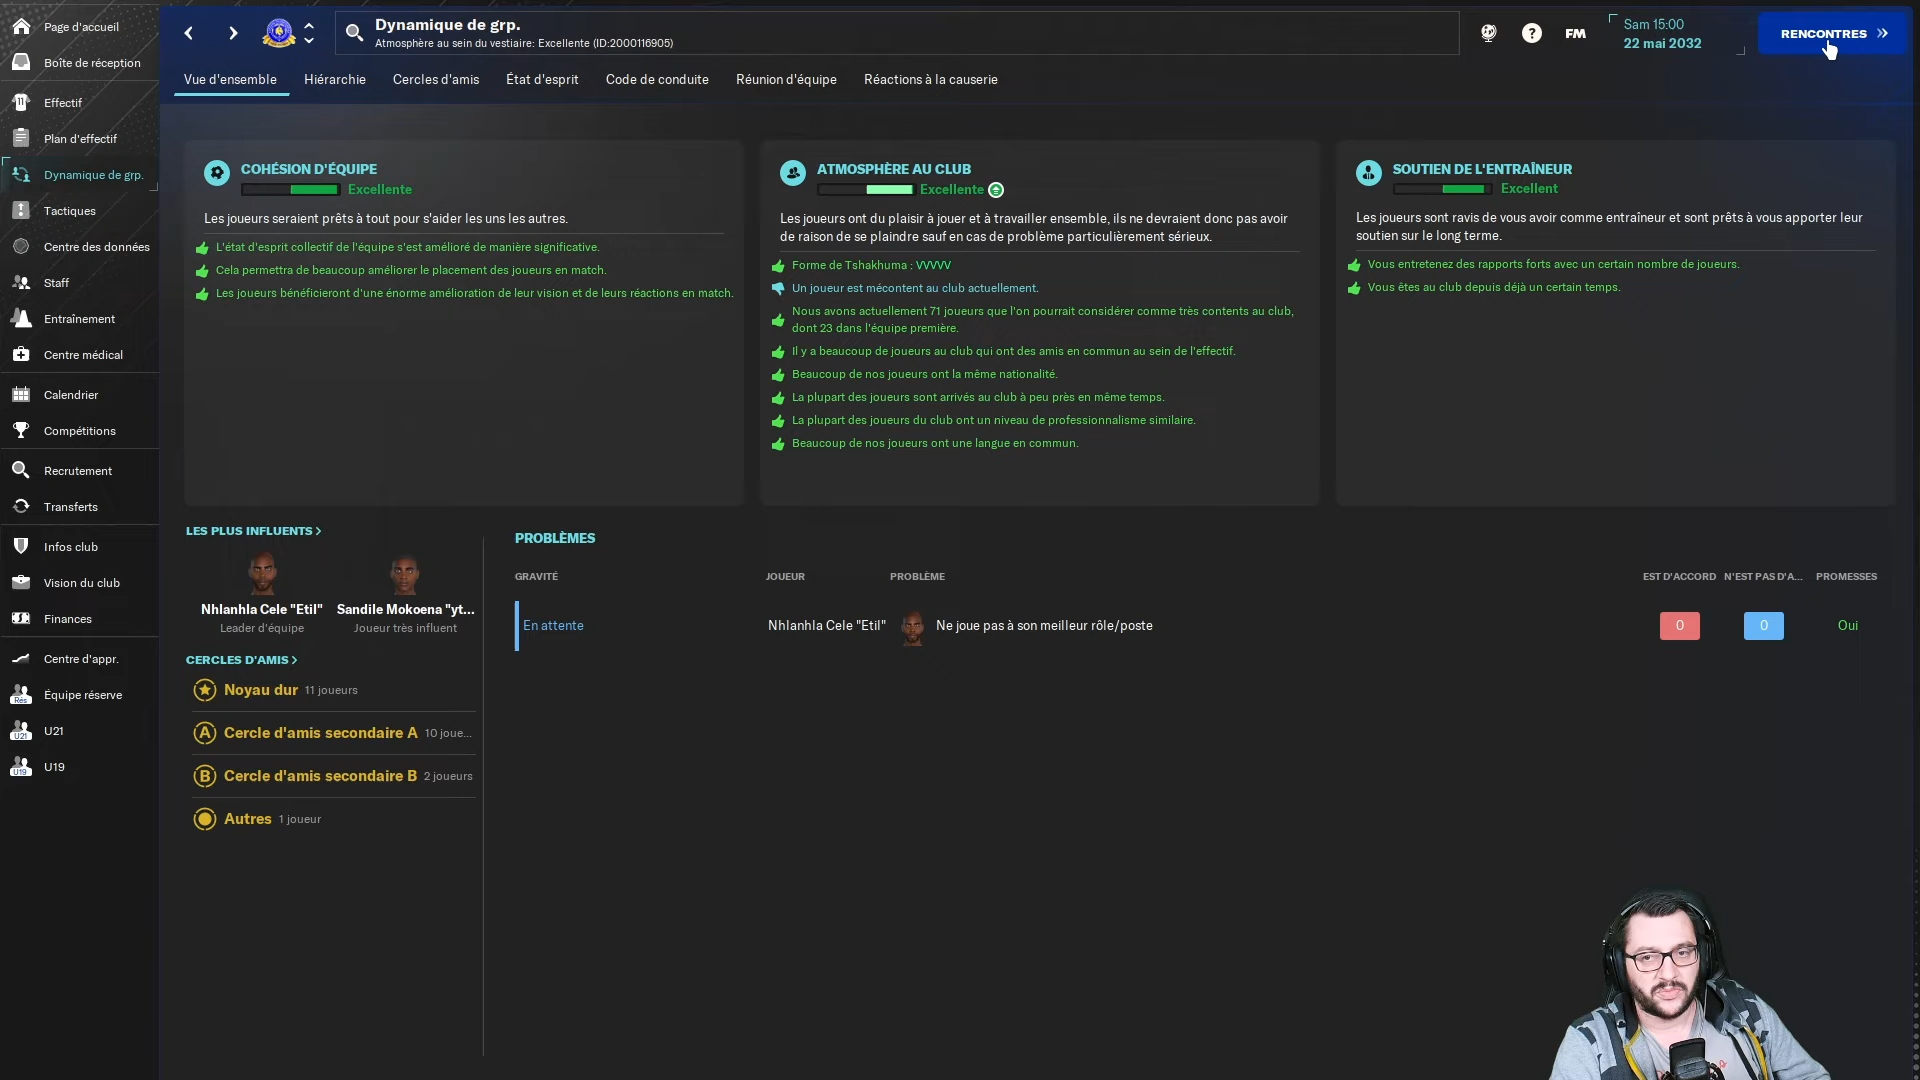 Page d'accueil
Boîte de réception
Effectif
Plan d'effectif
Dynamique de grp.
Tactiques
Centre des données
Staff
Entraînement
Centre médical
Calendrier
Compétitions
Recrutement
Transferts
Infos club
Vision du club
Finances
Centre d'appr.
Rés
Équipe réserve
U21
U21
U19
U19
Dynamique de grp.
Atmosphère au sein du vestiaire: Excellente (ID:2000116905)
?
FM
Sam 15:00
22 mai 2032
RENCONTRES
Vue d'ensemble
Hiérarchie
Cercles d'amis
État d'esprit
Code de conduite
Réunion d'équipe
Réactions à la causerie
COHÉSION D'ÉQUIPE
Excellente
Les joueurs seraient prêts à tout pour s'aider les uns les autres.
L'état d'esprit collectif de l'équipe s'est amélioré de manière significative.
Cela permettra de beaucoup améliorer le placement des joueurs en match.
Les joueurs bénéficieront d'une énorme amélioration de leur vision et de leurs réactions en match.
ATMOSPHÈRE AU CLUB
Excellente
Les joueurs ont du plaisir à jouer et à travailler ensemble, ils ne devraient donc pas avoir
de raison de se plaindre sauf en cas de problème particulièrement sérieux.
Forme de Tshakhuma : VVVVV
Un joueur est mécontent au club actuellement.
Nous avons actuellement 71 joueurs que l'on pourrait considérer comme très contents au club,
dont 23 dans l'équipe première.
Il y a beaucoup de joueurs au club qui ont des amis en commun au sein de l'effectif.
Beaucoup de nos joueurs ont la même nationalité.
La plupart des joueurs sont arrivés au club à peu près en même temps.
La plupart des joueurs du club ont un niveau de professionnalisme similaire.
Beaucoup de nos joueurs ont une langue en commun.
SOUTIEN DE L'ENTRAÎNEUR
Excellent
Les joueurs sont ravis de vous avoir comme entraîneur et sont prêts à vous apporter leur
soutien sur le long terme.
Vous entretenez des rapports forts avec un certain nombre de joueurs.
Vous êtes au club depuis déjà un certain temps.
LES PLUS INFLUENTS >
Nhlanhla Cele "Etil"
Leader d'équipe
Sandile Mokoena "yt...
Joueur très influent
CERCLES D'AMIS >
Noyau dur 11 joueurs
A Cercle d'amis secondaire A 10 joue...
B Cercle d'amis secondaire B 2 joueurs
Autres 1 joueur
PROBLÈMES
GRAVITÉ JOUEUR PROBLÈME EST D'ACCORD N'EST PAS D'A... PROMESSES
En attente Nhlanhla Cele "Etil" Ne joue pas à son meilleur rôle/poste 0 0 Oui